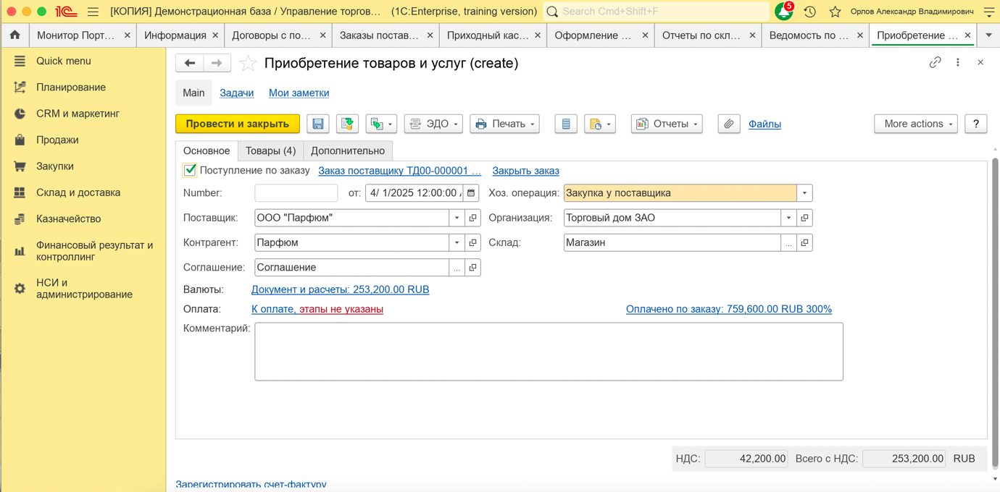 1С [КОПИЯ] Демонстрационная база / Управление торгов… (1C:Enterprise, training version) Search Cmd+Shift+F 5 Орлов Александр Владимирович
Монитор Порт… Информация Договоры с по… Заказы постав… Приходный кас… Оформление … Отчеты по скл… Ведомость по … Приобретение …
Quick menu
Планирование
CRM и маркетинг
Продажи
Закупки
Склад и доставка
Казначейство
Финансовый результат и
контроллинг
НСИ и
администрирование
Приобретение товаров и услуг (create)
Main Задачи Мои заметки
Провести и закрыть ЭДО Печать Отчеты Файлы More actions ?
Основное Товары (4) Дополнительно
Поступление по заказу Заказ поставщику ТД00-000001 … Закрыть заказ
Number: от: 4/ 1/2025 12:00:00 Хоз. операция: Закупка у поставщика
Поставщик: ООО "Парфюм" Организация: Торговый дом ЗАО
Контрагент: Парфюм Склад: Магазин ...
Соглашение: Соглашение ...
Валюты: Документ и расчеты: 253,200.00 RUB
Оплата: К оплате, этапы не указаны Оплачено по заказу: 759,600.00 RUB 300%
Комментарий:
НДС: 42,200.00 Всего с НДС: 253,200.00 RUB
Зарегистрировать счет-фактуру